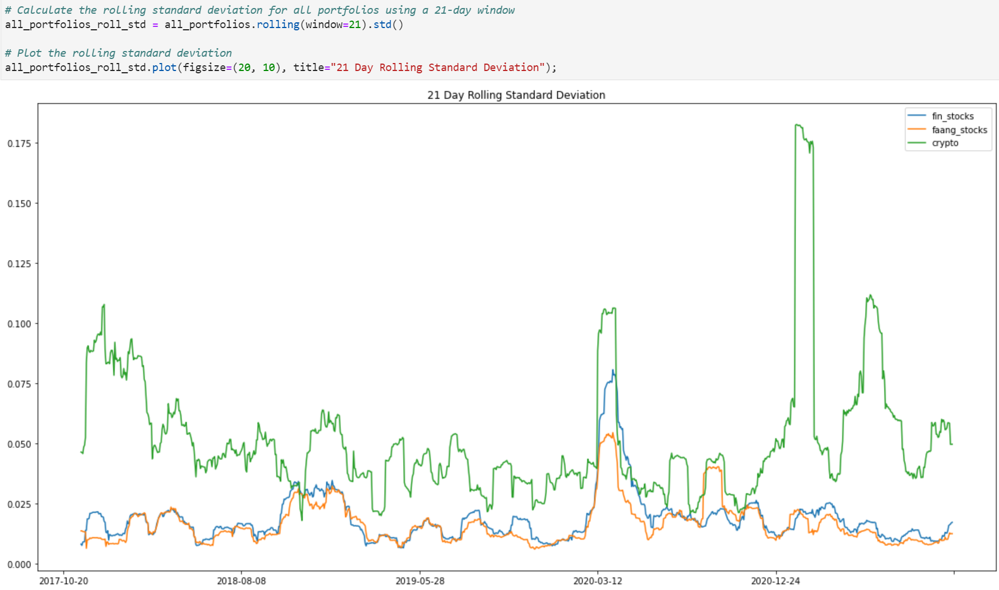 # Calculate the rolling standard deviation for all portfolios using a 21-day window
all_portfolios_roll_std = all_portfolios.rolling(window=21).std()
# Plot the rolling standard deviation
all_portfolios_roll_std.plot(figsize=(20, 10), title="21 Day Rolling Standard Deviation");
21 Day Rolling Standard Deviation
fin_stocks
faang_stocks
crypto
0.175
0.150
0.125
0.100
0.075
0.050
0.025
0.000
2017-10-20 2018-08-08 2019-05-28 2020-03-12 2020-12-24